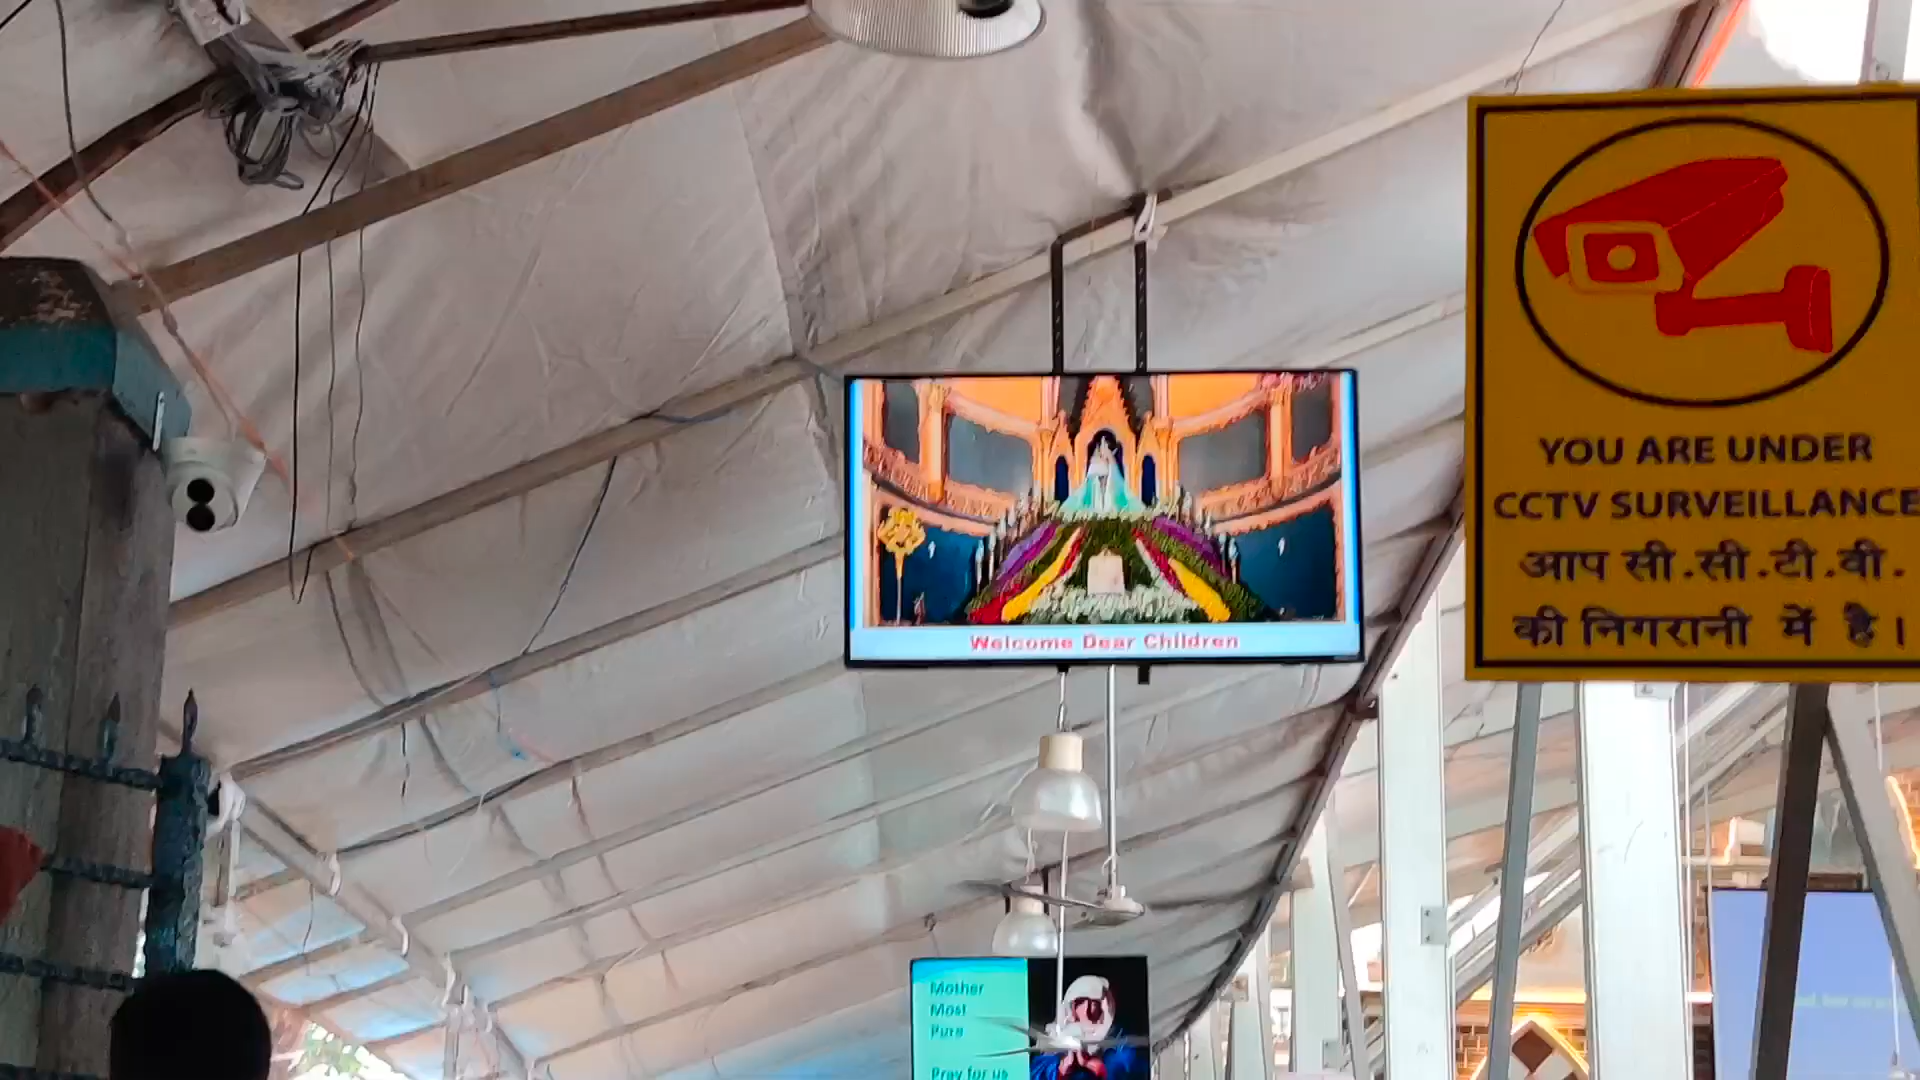 YOU ARE UNDER
CCTV SURVEILLANCE
आप सी.सी.टी.वी.
की निगरानी में है।
Welcome Dear Children
Mother
Most
Pure
Pray for us